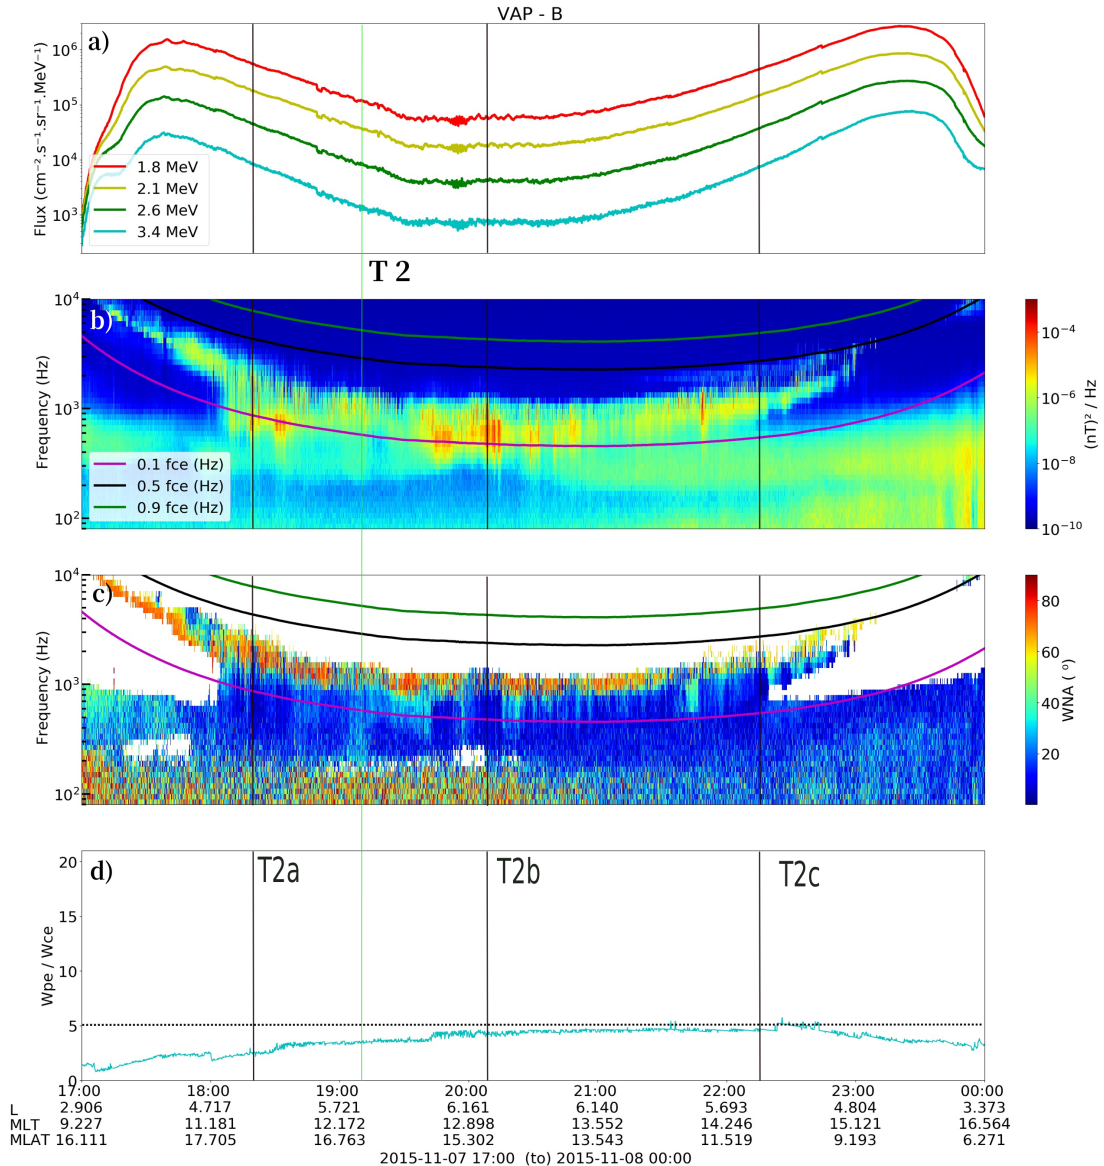 VAP - B
a)
Flux (cm⁻².s⁻¹.sr⁻¹.MeV⁻¹)
10⁶
10⁵
10⁴
10³
1.8 MeV
2.1 MeV
2.6 MeV
3.4 MeV
T 2
b)
Frequency (Hz)
10⁴
10³
10²
0.1 fce (Hz)
0.5 fce (Hz)
0.9 fce (Hz)
10⁻⁴
10⁻⁶
10⁻⁸
10⁻¹⁰
(nT)² / Hz
c)
Frequency (Hz)
10⁴
10³
10²
80
60
40
20
WNA ( º)
d)
T2a
T2b
T2c
Wpe / Wce
20
15
10
5
0
17:00 18:00 19:00 20:00 21:00 22:00 23:00 00:00
L 2.906 4.717 5.721 6.161 6.140 5.693 4.804 3.373
MLT 9.227 11.181 12.172 12.898 13.552 14.246 15.121 16.564
MLAT 16.111 17.705 16.763 15.302 13.543 11.519 9.193 6.271
2015-11-07 17:00 (to) 2015-11-08 00:00